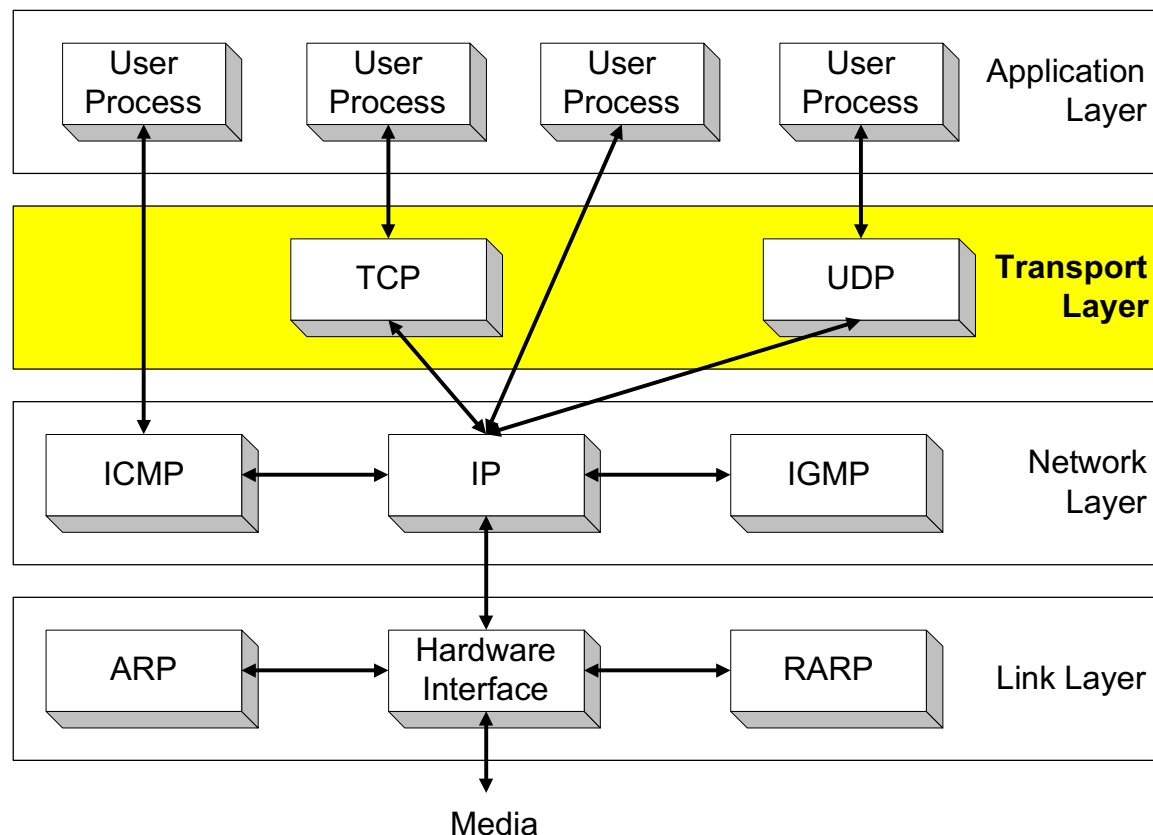 User
Process
User
Process
User
Process
User
Process
Application
Layer
TCP
UDP
Transport
Layer
ICMP
IP
IGMP
Network
Layer
ARP
Hardware
Interface
RARP
Link Layer
Media